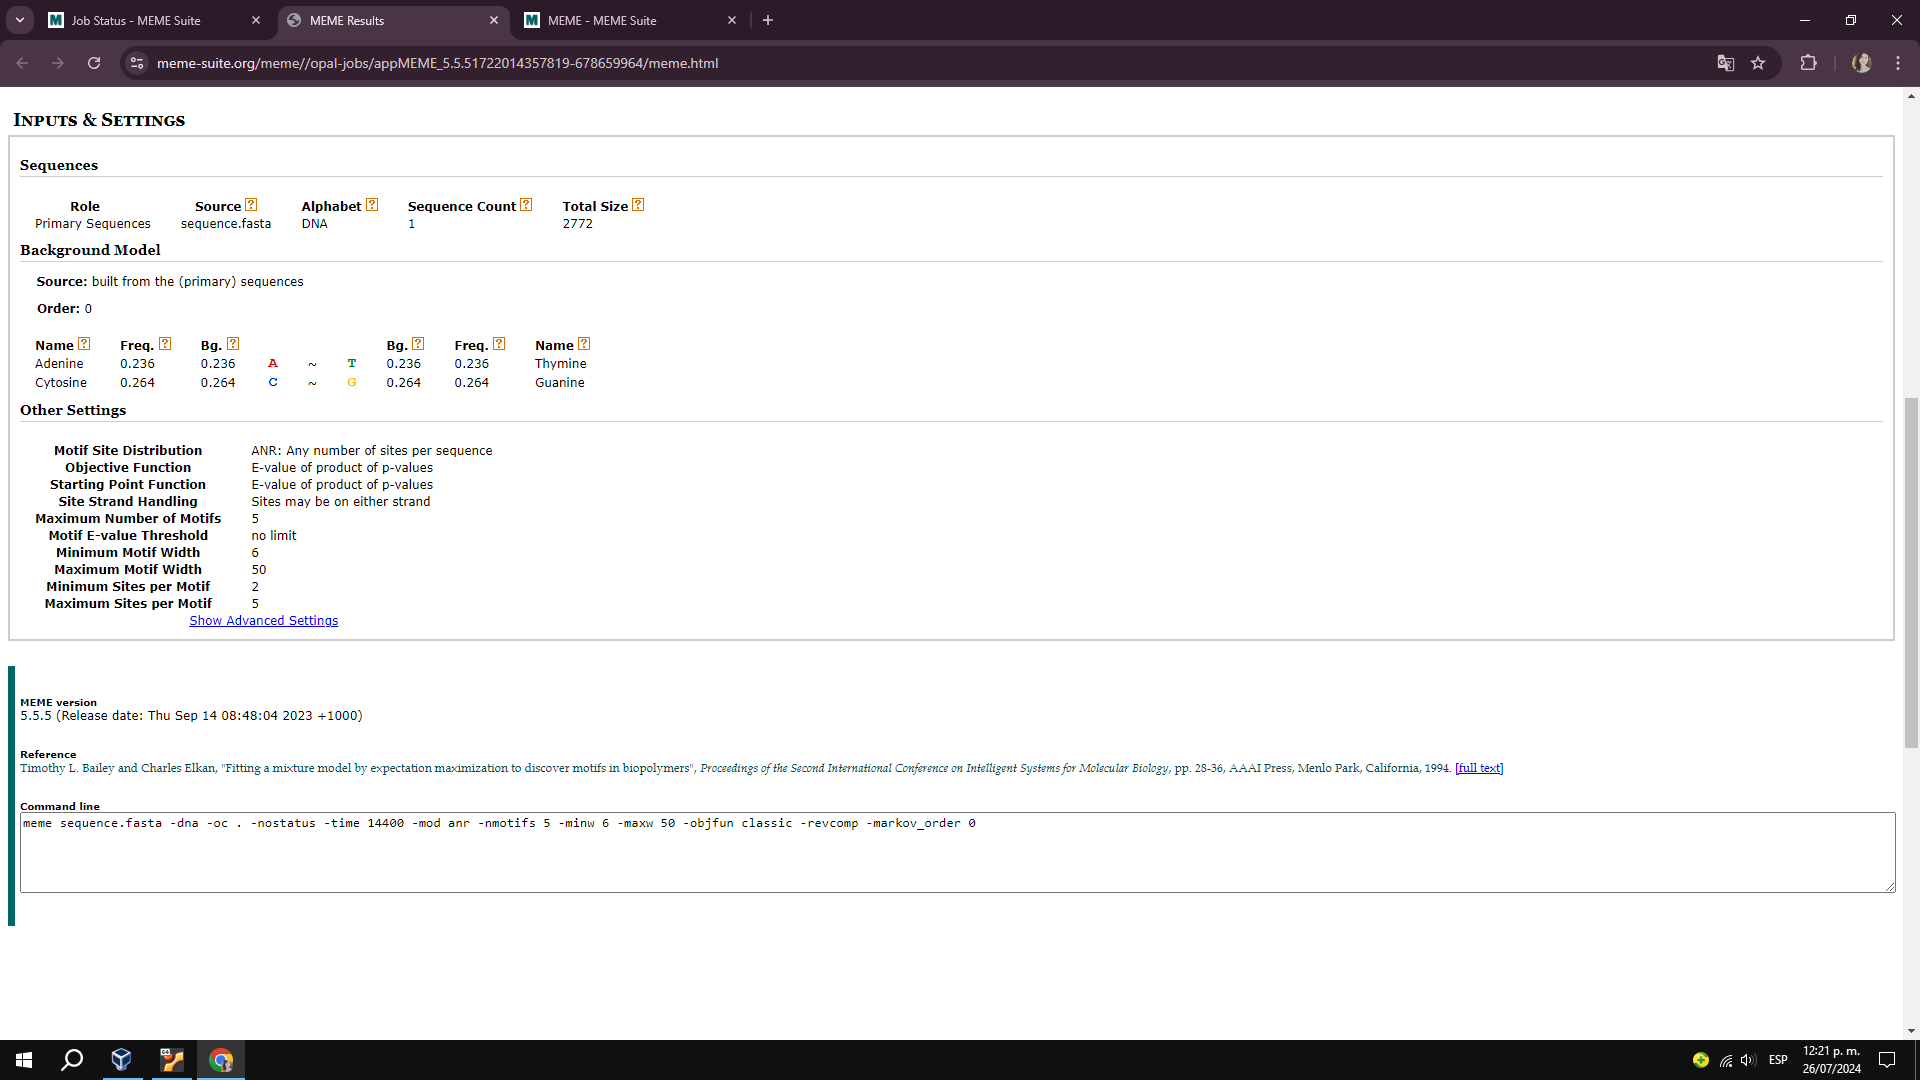 Job Status - MEME Suite
MEME Results
MEME - MEME Suite
meme-suite.org/meme//opal-jobs/appMEME_5.5.51722014357819-678659964/meme.html
INPUTS & SETTINGS
Sequences
Role Source ? Alphabet ? Sequence Count ? Total Size ?
Primary Sequences sequence.fasta DNA 1 2772
Background Model
Source: built from the (primary) sequences
Order: 0
Name ? Freq. ? Bg. ? Bg. ? Freq. ? Name ?
Adenine 0.236 0.236 A ~ T 0.236 0.236 Thymine
Cytosine 0.264 0.264 C ~ G 0.264 0.264 Guanine
Other Settings
Motif Site Distribution ANR: Any number of sites per sequence
Objective Function E-value of product of p-values
Starting Point Function E-value of product of p-values
Site Strand Handling Sites may be on either strand
Maximum Number of Motifs 5
Motif E-value Threshold no limit
Minimum Motif Width 6
Maximum Motif Width 50
Minimum Sites per Motif 2
Maximum Sites per Motif 5
Show Advanced Settings
MEME version
5.5.5 (Release date: Thu Sep 14 08:48:04 2023 +1000)
Reference
Timothy L. Bailey and Charles Elkan, "Fitting a mixture model by expectation maximization to discover motifs in biopolymers", Proceedings of the Second International Conference on Intelligent Systems for Molecular Biology, pp. 28-36, AAAI Press, Menlo Park, California, 1994. [full text]
Command line
meme sequence.fasta -dna -oc . -nostatus -time 14400 -mod anr -nmotifs 5 -minw 6 -maxw 50 -objfun classic -revcomp -markov_order 0
ESP
12:21 p. m.
26/07/2024